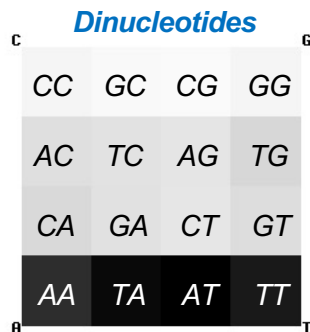 Dinucleotides
C G
CC GC CG GG
AC TC AG TG
CA GA CT GT
AA TA AT TT
A T